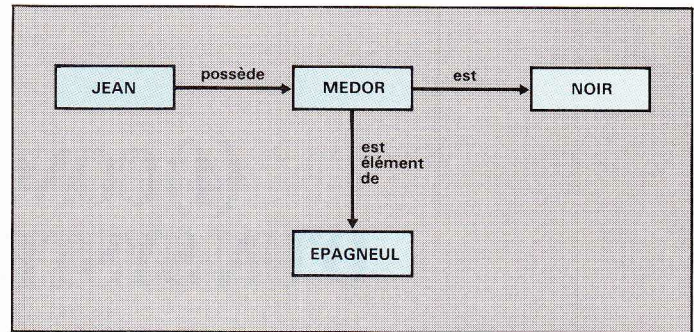 JEAN
possède
MEDOR
est
NOIR
est
élément
de
EPAGNEUL